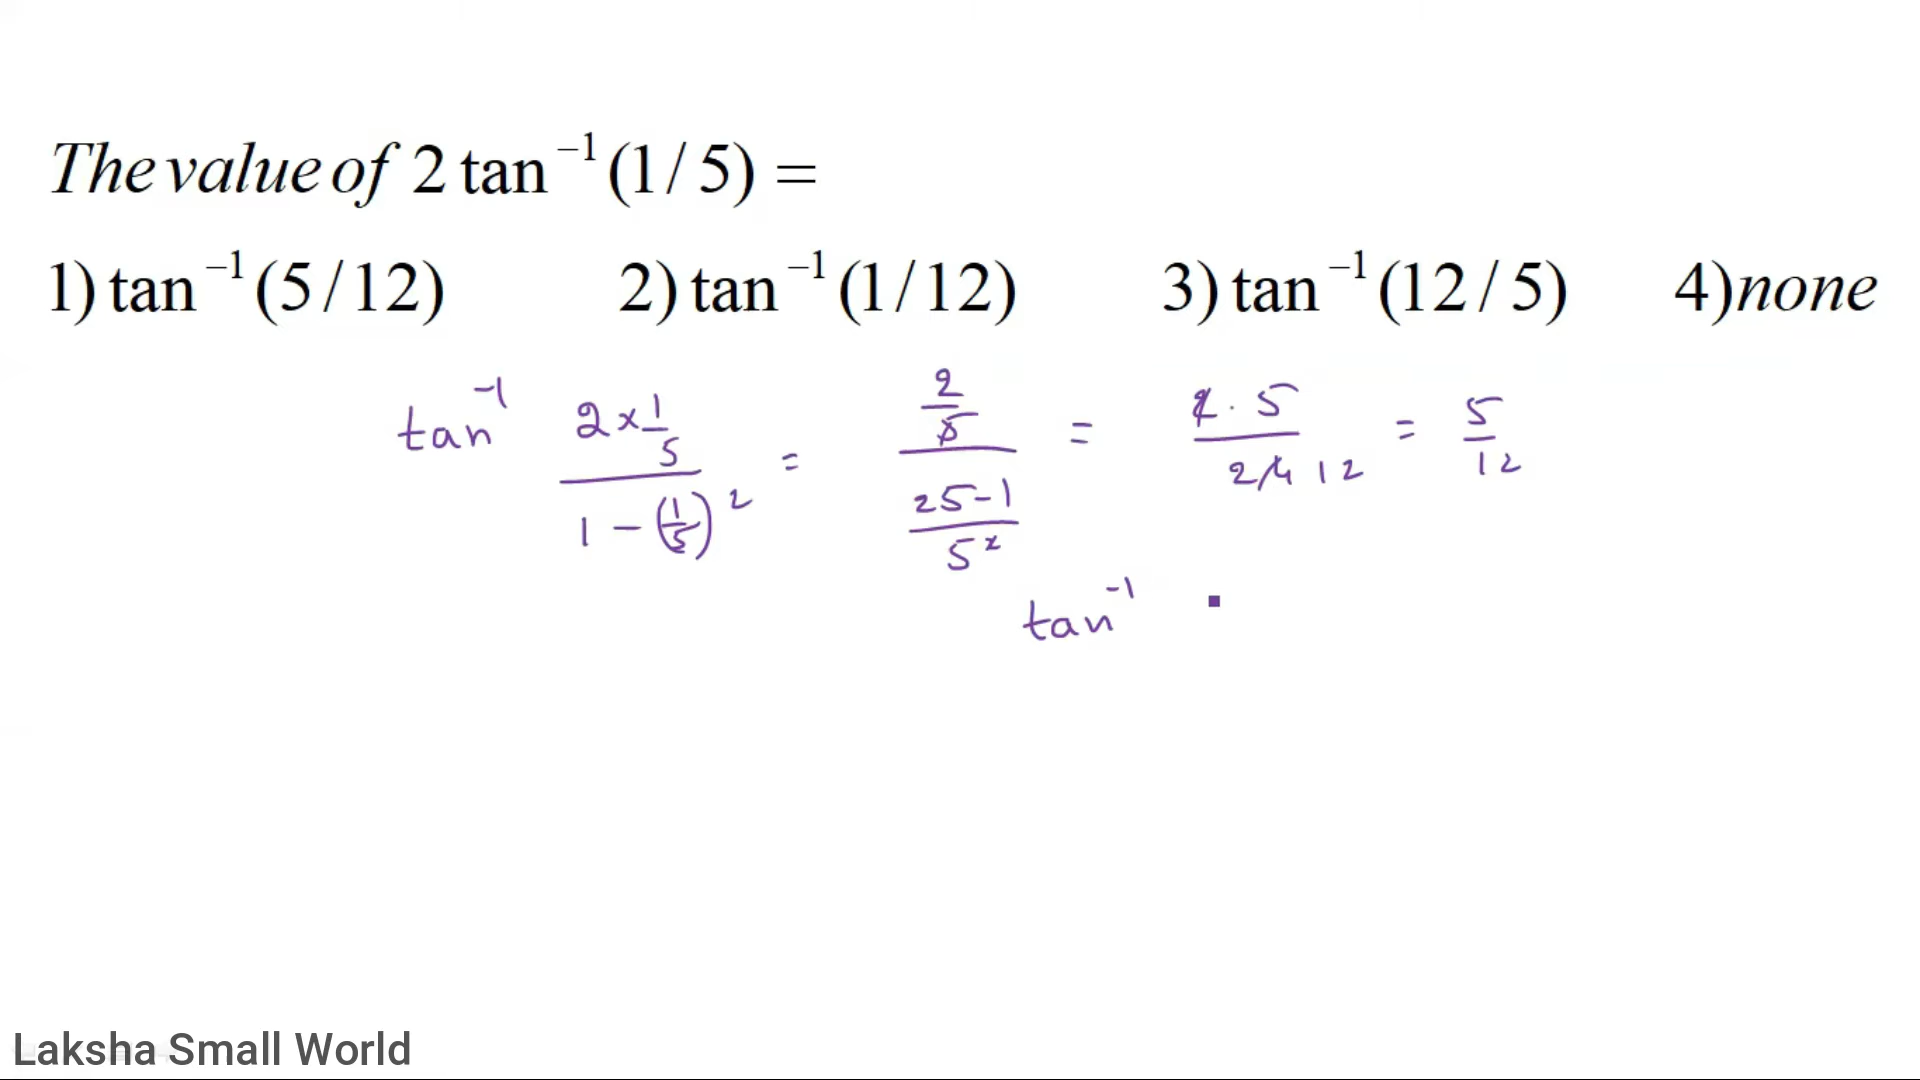 The value of 2 tan⁻¹(1/5) =
1) tan⁻¹(5/12) 2) tan⁻¹(1/12) 3) tan⁻¹(12/5) 4) none
tan⁻¹ (2 × 1/5)/(1 − (1/5)²) = (2/5)/((25−1)/5²) = (2 · 5)/(24 12) = 5/12
tan⁻¹
Laksha Small World